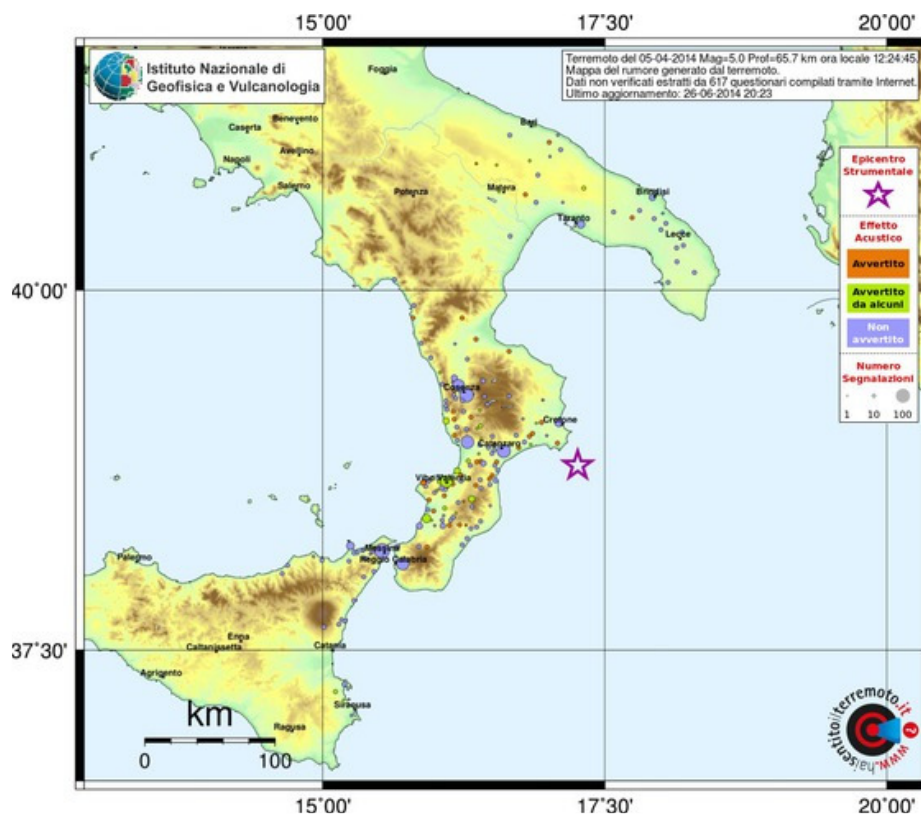 15°00' 17°30' 20°00'
Istituto Nazionale di
Geofisica e Vulcanologia
Terremoto del 05-04-2014 Mag=5.0 Prof=65.7 km ora locale 12:24:45.
Mappa del rumore generato dal terremoto.
Dati non verificati estratti da 617 questionari compilati tramite Internet.
Ultimo aggiornamento: 26-06-2014 20:23
Foggia
Bari
Benevento
Caserta
Avellino
Napoli
Salerno
Potenza
Matera
Brindisi
Taranto
Lecce
Epicentro
Strumentale
Effetto
Acustico
Avvertito
Avvertito
da alcuni
Non
avvertito
Numero
Segnalazioni
1 10 100
40°00' 40°00'
Cosenza
Crotone
Catanzaro
Vibo Valentia
Messina
Reggio Calabria
Palermo
37°30' 37°30'
Enna
Caltanissetta
Catania
Agrigento
Siracusa
Ragusa
km
0 100
www.haisentitoilterremoto.it
?
15°00' 17°30' 20°00'